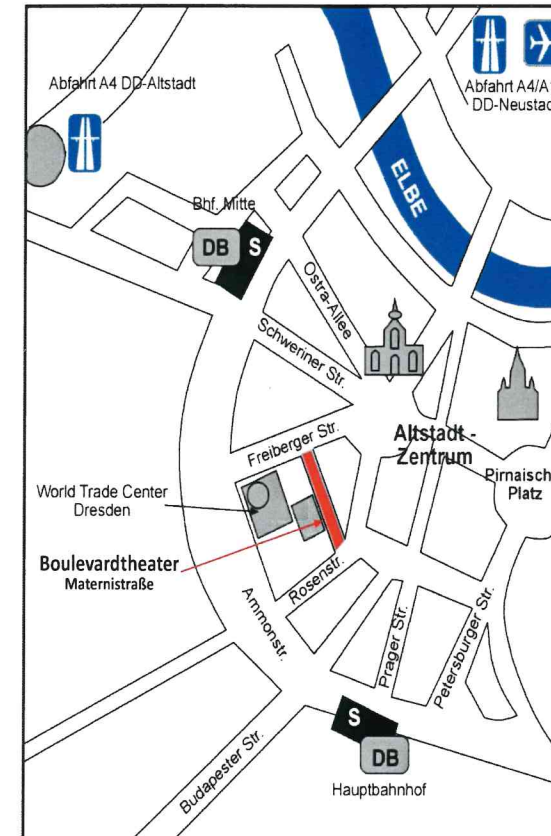 Abfahrt A4 DD-Altstadt
Abfahrt A4/A1
DD-Neustad
ELBE
Bhf. Mitte
DB S
Ostra-Allee
Schweriner Str.
Freiberger Str.
Altstadt -
Zentrum
Pirnaisch
Platz
World Trade Center
Dresden
Boulevardtheater
Maternistraße
Rosenstr.
Ammonstr.
Prager Str.
Petersburger Str.
Budapester Str.
S
DB
Hauptbahnhof